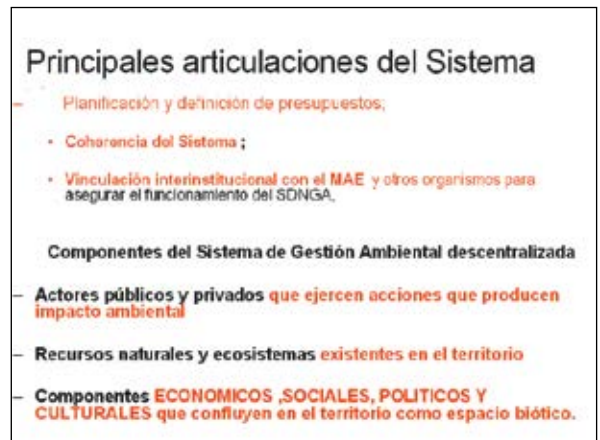 Principales articulaciones del Sistema
– Planificación y definición de presupuestos;
• Coherencia del Sistema ;
• Vinculación interinstitucional con el MAE y otros organismos para
asegurar el funcionamiento del SDNGA.
Componentes del Sistema de Gestión Ambiental descentralizada
– Actores públicos y privados que ejercen acciones que producen
impacto ambiental
– Recursos naturales y ecosistemas existentes en el territorio
– Componentes ECONOMICOS ,SOCIALES, POLITICOS Y
CULTURALES que confluyen en el territorio como espacio biótico.